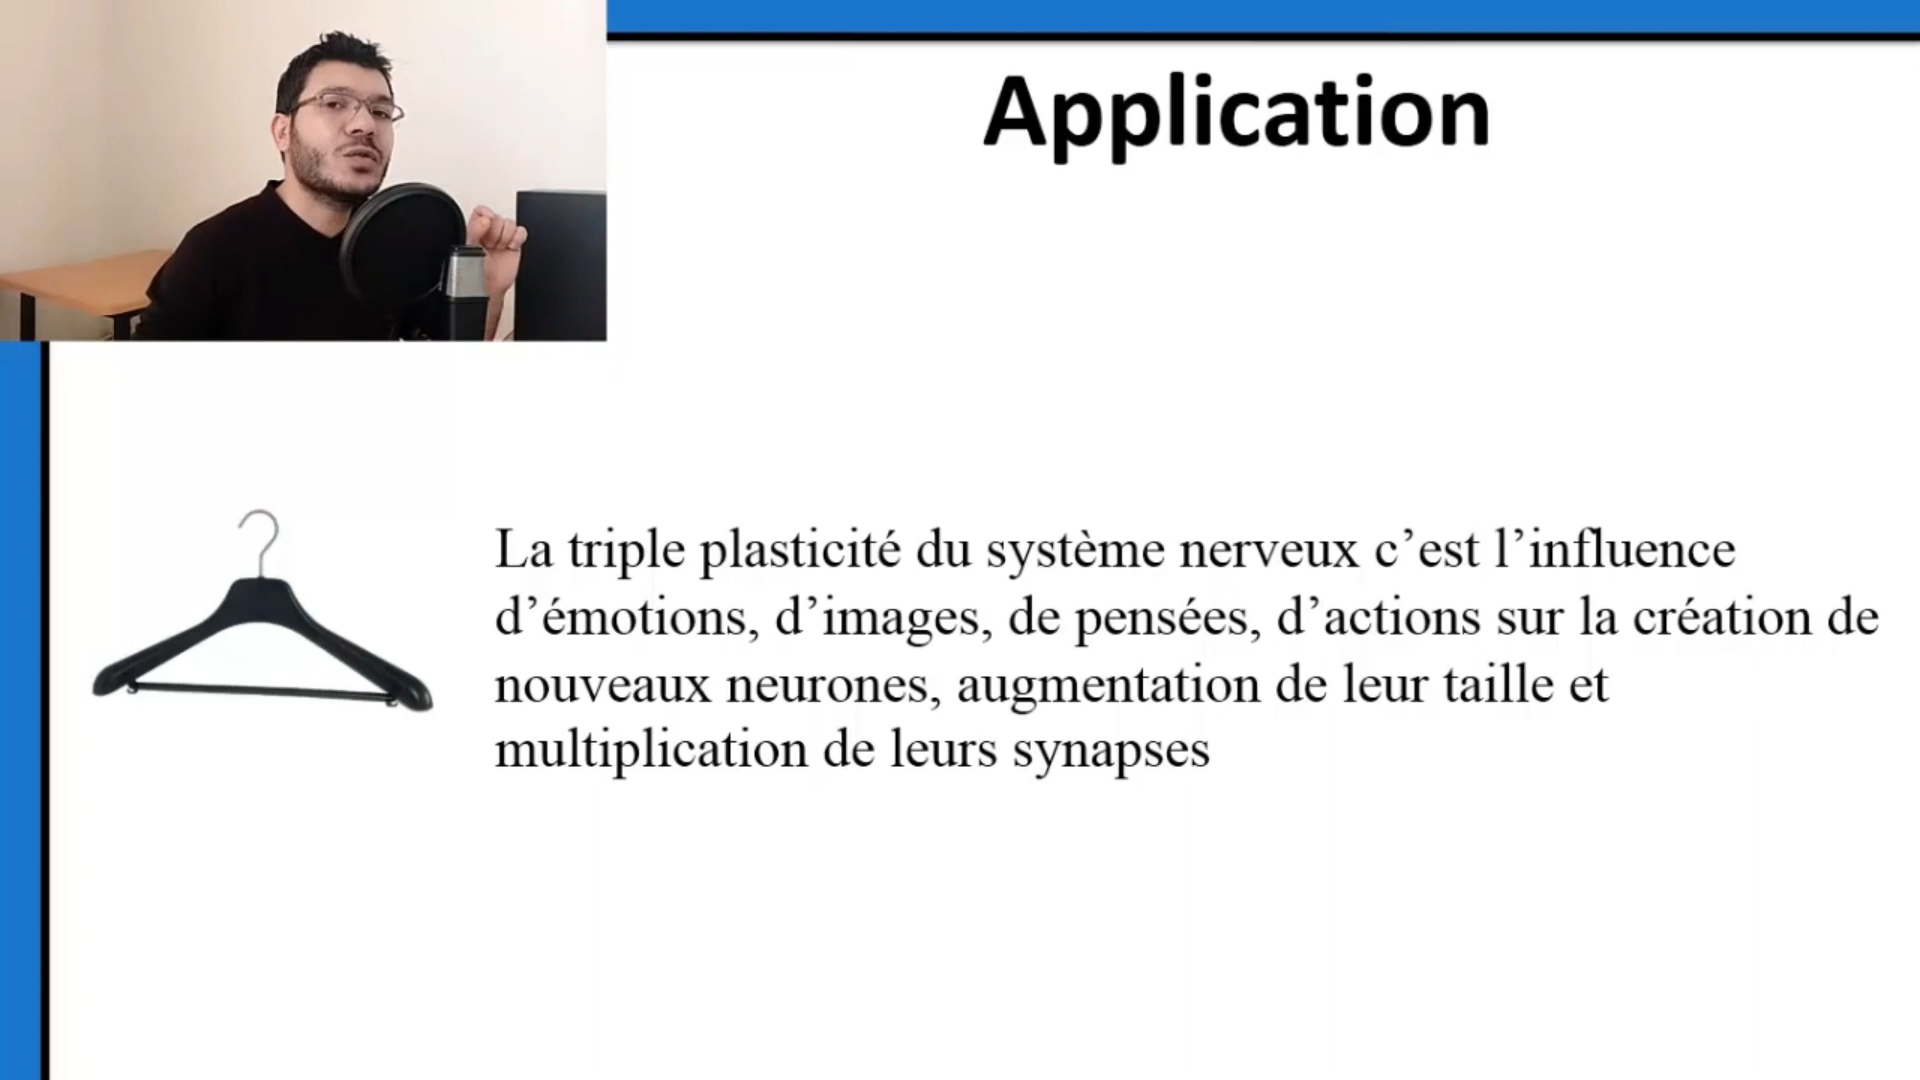 Application
La triple plasticité du système nerveux c’est l’influence
d’émotions, d’images, de pensées, d’actions sur la création de
nouveaux neurones, augmentation de leur taille et
multiplication de leurs synapses